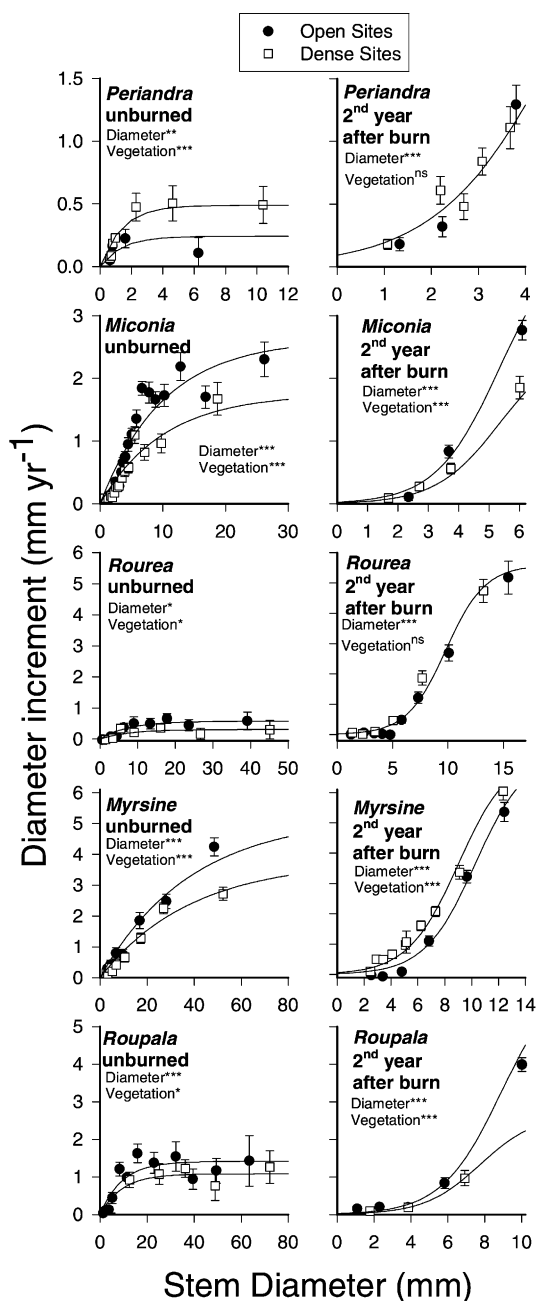 Open Sites
Dense Sites
Periandra
unburned
Diameter**
Vegetation***
1.5
1.0
0.5
0.0
0 2 4 6 8 10 12
Periandra
2nd year
after burn
Diameter***
Vegetationns
0 1 2 3 4
Miconia
unburned
Diameter***
Vegetation***
3
2
1
0
0 10 20 30
Miconia
2nd year
after burn
Diameter***
Vegetation***
0 1 2 3 4 5 6
Rourea
unburned
Diameter*
Vegetation*
6
5
4
3
2
1
0
0 10 20 30 40 50
Rourea
2nd year
after burn
Diameter***
Vegetationns
0 5 10 15
Myrsine
unburned
Diameter***
Vegetation***
6
5
4
3
2
1
0
0 20 40 60 80
Myrsine
2nd year
after burn
Diameter***
Vegetation***
0 2 4 6 8 10 12 14
Roupala
unburned
Diameter***
Vegetation*
5
4
3
2
1
0
0 20 40 60 80
Roupala
2nd year
after burn
Diameter***
Vegetation***
0 2 4 6 8 10
Diameter increment (mm yr-1)
Stem Diameter (mm)